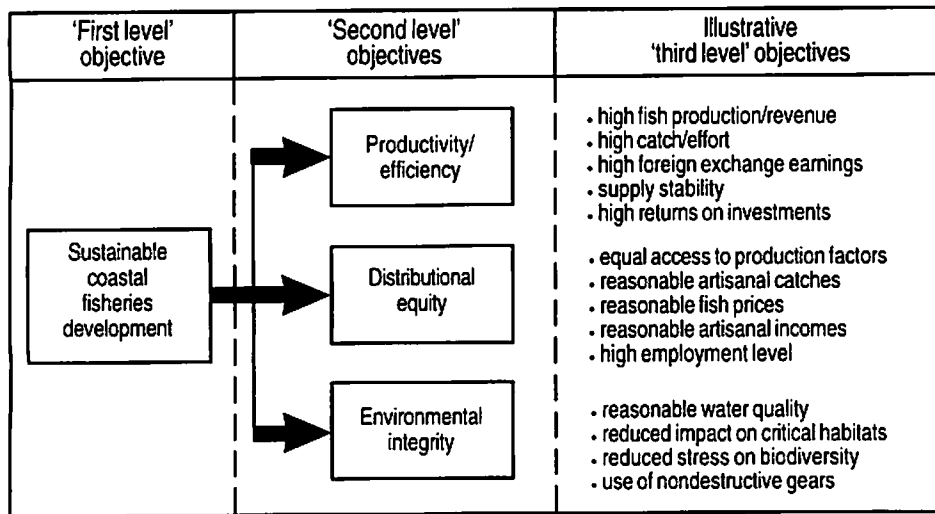 'First level'
objective
'Second level'
objectives
Illustrative
'third level' objectives
Sustainable
coastal
fisheries
development
Productivity/
efficiency
• high fish production/revenue
• high catch/effort
• high foreign exchange earnings
• supply stability
• high returns on investments
Distributional
equity
• equal access to production factors
• reasonable artisanal catches
• reasonable fish prices
• reasonable artisanal incomes
• high employment level
Environmental
integrity
• reasonable water quality
• reduced impact on critical habitats
• reduced stress on biodiversity
• use of nondestructive gears